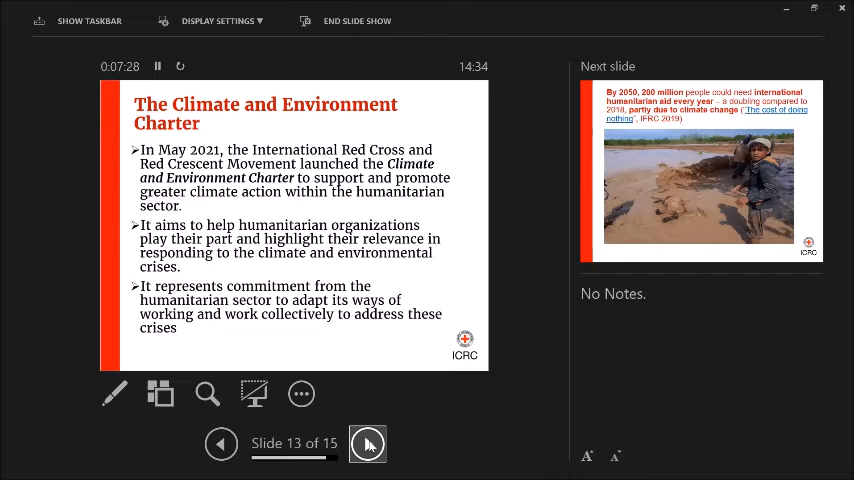 SHOW TASKBAR
DISPLAY SETTINGS ▼
END SLIDE SHOW
0:07:28
14:34
The Climate and Environment
Charter
➢In May 2021, the International Red Cross and
Red Crescent Movement launched the Climate
and Environment Charter to support and promote
greater climate action within the humanitarian
sector.
➢It aims to help humanitarian organizations
play their part and highlight their relevance in
responding to the climate and environmental
crises.
➢It represents commitment from the
humanitarian sector to adapt its ways of
working and work collectively to address these
crises
ICRC
Slide 13 of 15
Next slide
By 2050, 200 million people could need international
humanitarian aid every year – a doubling compared to
2018, partly due to climate change ("The cost of doing
nothing", IFRC 2019)
ICRC
No Notes.
A A